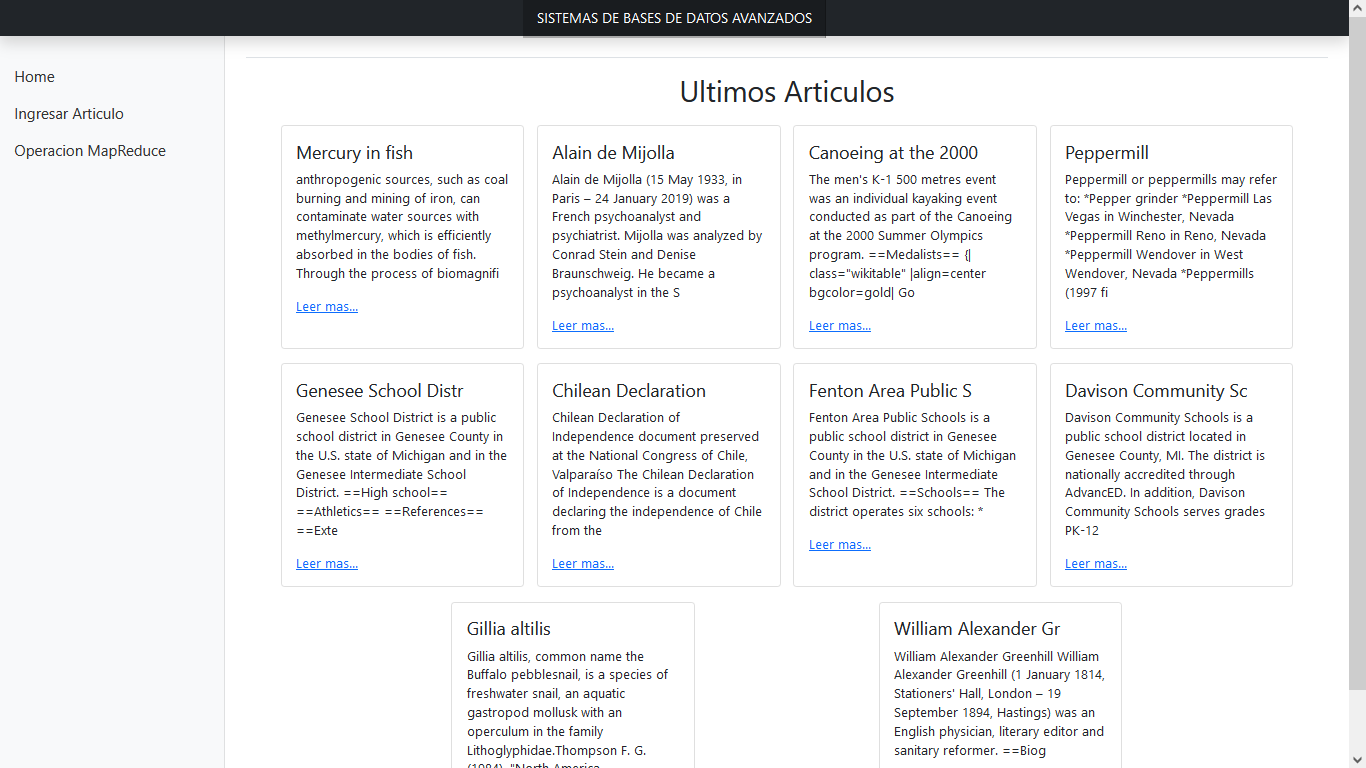 SISTEMAS DE BASES DE DATOS AVANZADOS
Home
Ingresar Articulo
Operacion MapReduce
Ultimos Articulos
Mercury in fish
anthropogenic sources, such as coal
burning and mining of iron, can
contaminate water sources with
methylmercury, which is efficiently
absorbed in the bodies of fish.
Through the process of biomagnifi
Leer mas...
Alain de Mijolla
Alain de Mijolla (15 May 1933, in
Paris – 24 January 2019) was a
French psychoanalyst and
psychiatrist. Mijolla was analyzed by
Conrad Stein and Denise
Braunschweig. He became a
psychoanalyst in the S
Leer mas...
Canoeing at the 2000
The men's K-1 500 metres event
was an individual kayaking event
conducted as part of the Canoeing
at the 2000 Summer Olympics
program. ==Medalists== {|
class="wikitable" |align=center
bgcolor=gold| Go
Leer mas...
Peppermill
Peppermill or peppermills may refer
to: *Pepper grinder *Peppermill Las
Vegas in Winchester, Nevada
*Peppermill Reno in Reno, Nevada
*Peppermill Wendover in West
Wendover, Nevada *Peppermills
(1997 fi
Leer mas...
Genesee School Distr
Genesee School District is a public
school district in Genesee County in
the U.S. state of Michigan and in the
Genesee Intermediate School
District. ==High school==
==Athletics== ==References==
==Exte
Leer mas...
Chilean Declaration
Chilean Declaration of
Independence document preserved
at the National Congress of Chile,
Valparaíso The Chilean Declaration
of Independence is a document
declaring the independence of Chile
from the
Leer mas...
Fenton Area Public S
Fenton Area Public Schools is a
public school district in Genesee
County in the U.S. state of Michigan
and in the Genesee Intermediate
School District. ==Schools== The
district operates six schools: *
Leer mas...
Davison Community Sc
Davison Community Schools is a
public school district located in
Genesee County, MI. The district is
nationally accredited through
AdvancED. In addition, Davison
Community Schools serves grades
PK-12
Leer mas...
Gillia altilis
Gillia altilis, common name the
Buffalo pebblesnail, is a species of
freshwater snail, an aquatic
gastropod mollusk with an
operculum in the family
Lithoglyphidae.Thompson F. G.
(1984). "North America
William Alexander Gr
William Alexander Greenhill William
Alexander Greenhill (1 January 1814,
Stationers' Hall, London – 19
September 1894, Hastings) was an
English physician, literary editor and
sanitary reformer. ==Biog